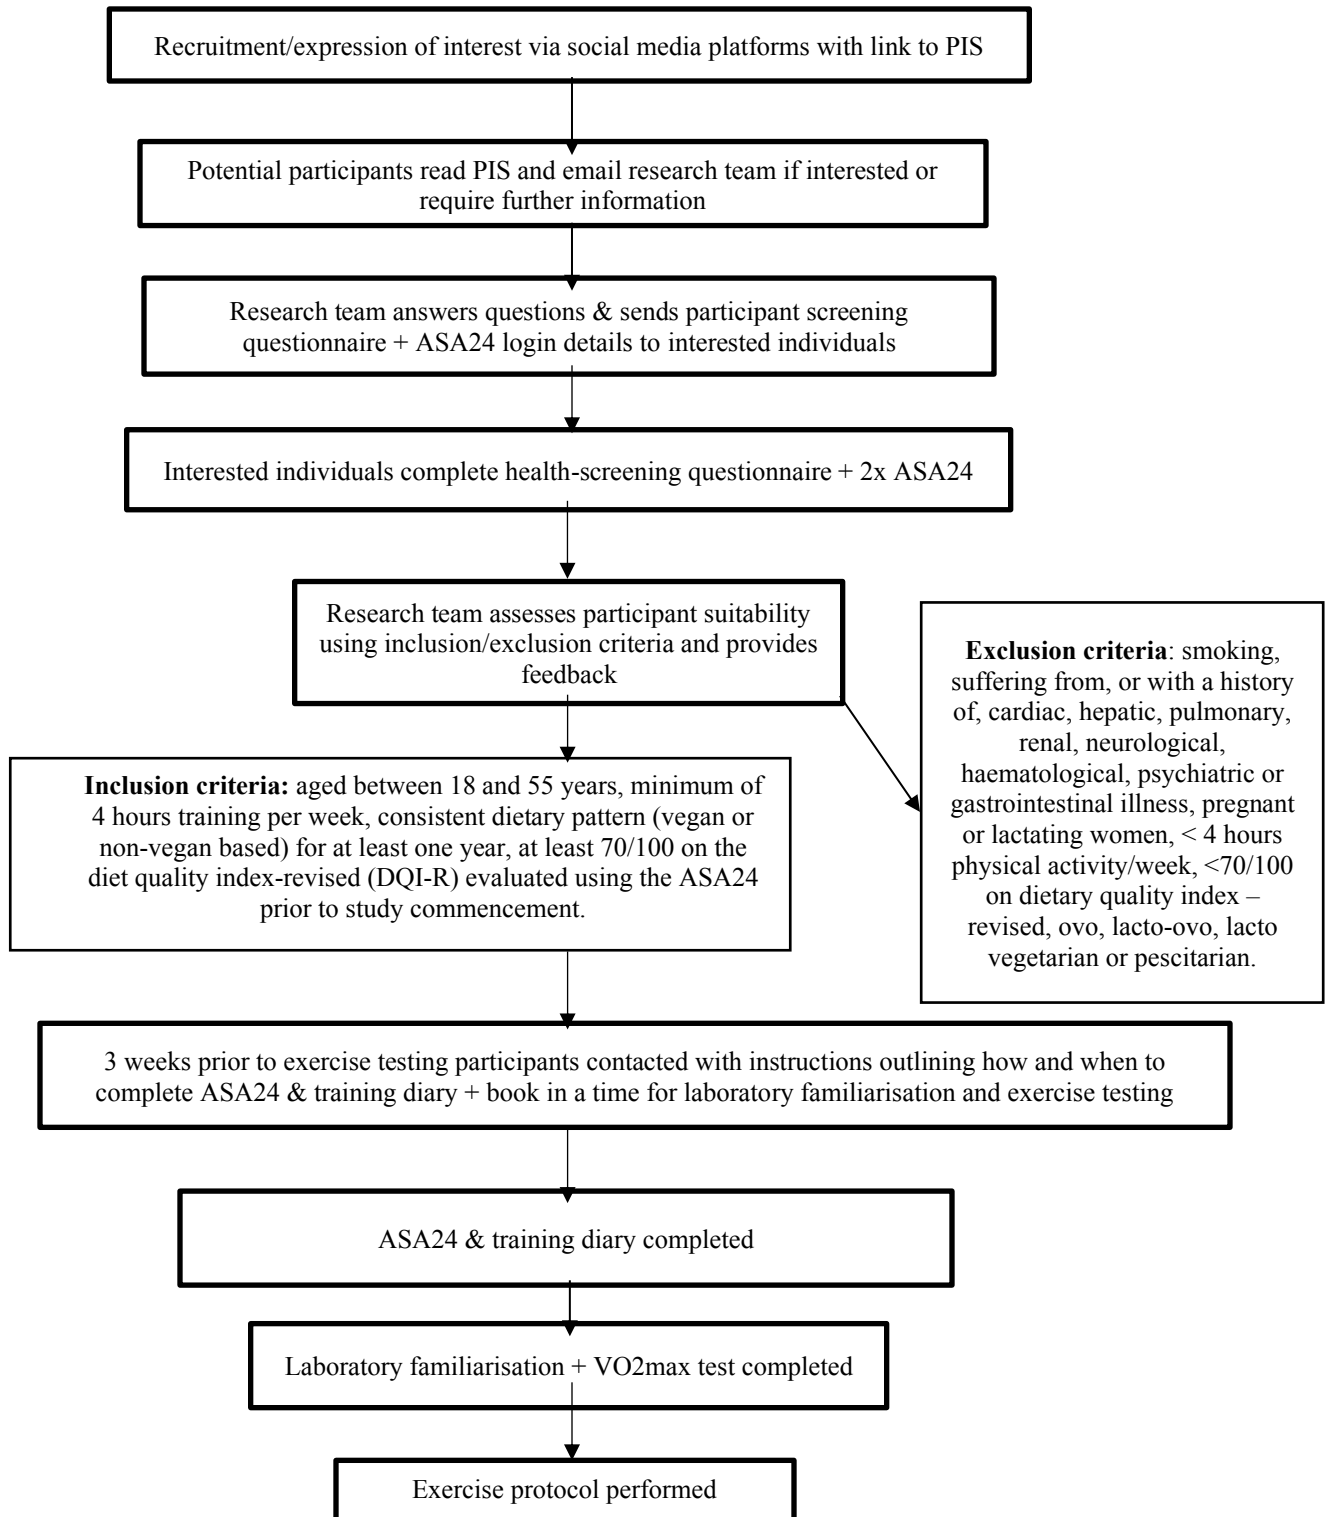 Recruitment/expression of interest via social media platforms with link to PIS
Potential participants read PIS and email research team if interested or
require further information
Research team answers questions & sends participant screening
questionnaire + ASA24 login details to interested individuals
Interested individuals complete health-screening questionnaire + 2x ASA24
Research team assesses participant suitability
using inclusion/exclusion criteria and provides
feedback
Exclusion criteria: smoking,
suffering from, or with a history
of, cardiac, hepatic, pulmonary,
renal, neurological,
haematological, psychiatric or
gastrointestinal illness, pregnant
or lactating women, < 4 hours
physical activity/week, <70/100
on dietary quality index –
revised, ovo, lacto-ovo, lacto
vegetarian or pescitarian.
Inclusion criteria: aged between 18 and 55 years, minimum of
4 hours training per week, consistent dietary pattern (vegan or
non-vegan based) for at least one year, at least 70/100 on the
diet quality index-revised (DQI-R) evaluated using the ASA24
prior to study commencement.
3 weeks prior to exercise testing participants contacted with instructions outlining how and when to
complete ASA24 & training diary + book in a time for laboratory familiarisation and exercise testing
ASA24 & training diary completed
Laboratory familiarisation + VO2max test completed
Exercise protocol performed